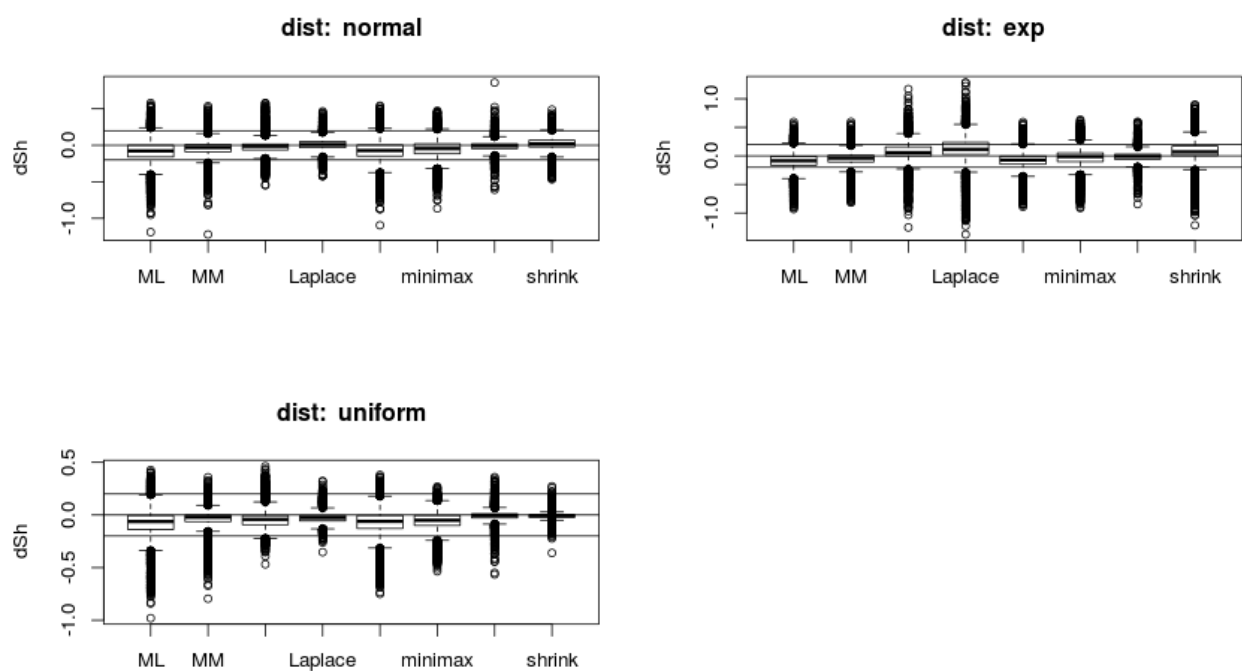 dist: normal
dSh
0.0
-1.0
ML MM Laplace minimax shrink
dist: exp
dSh
1.0
0.0
-1.0
ML MM Laplace minimax shrink
dist: uniform
dSh
0.5
0.0
-0.5
-1.0
ML MM Laplace minimax shrink